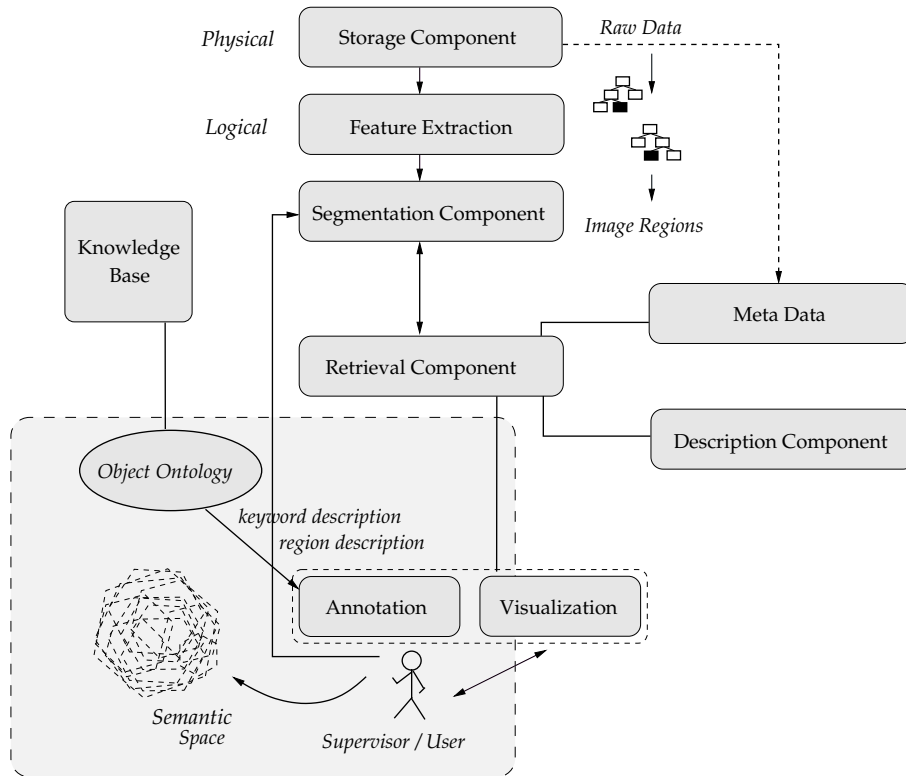 Physical
Storage Component
Raw Data
Logical
Feature Extraction
Segmentation Component
Image Regions
Knowledge
Base
Meta Data
Retrieval Component
Description Component
Object Ontology
keyword description
region description
Annotation
Visualization
Semantic
Space
Supervisor / User